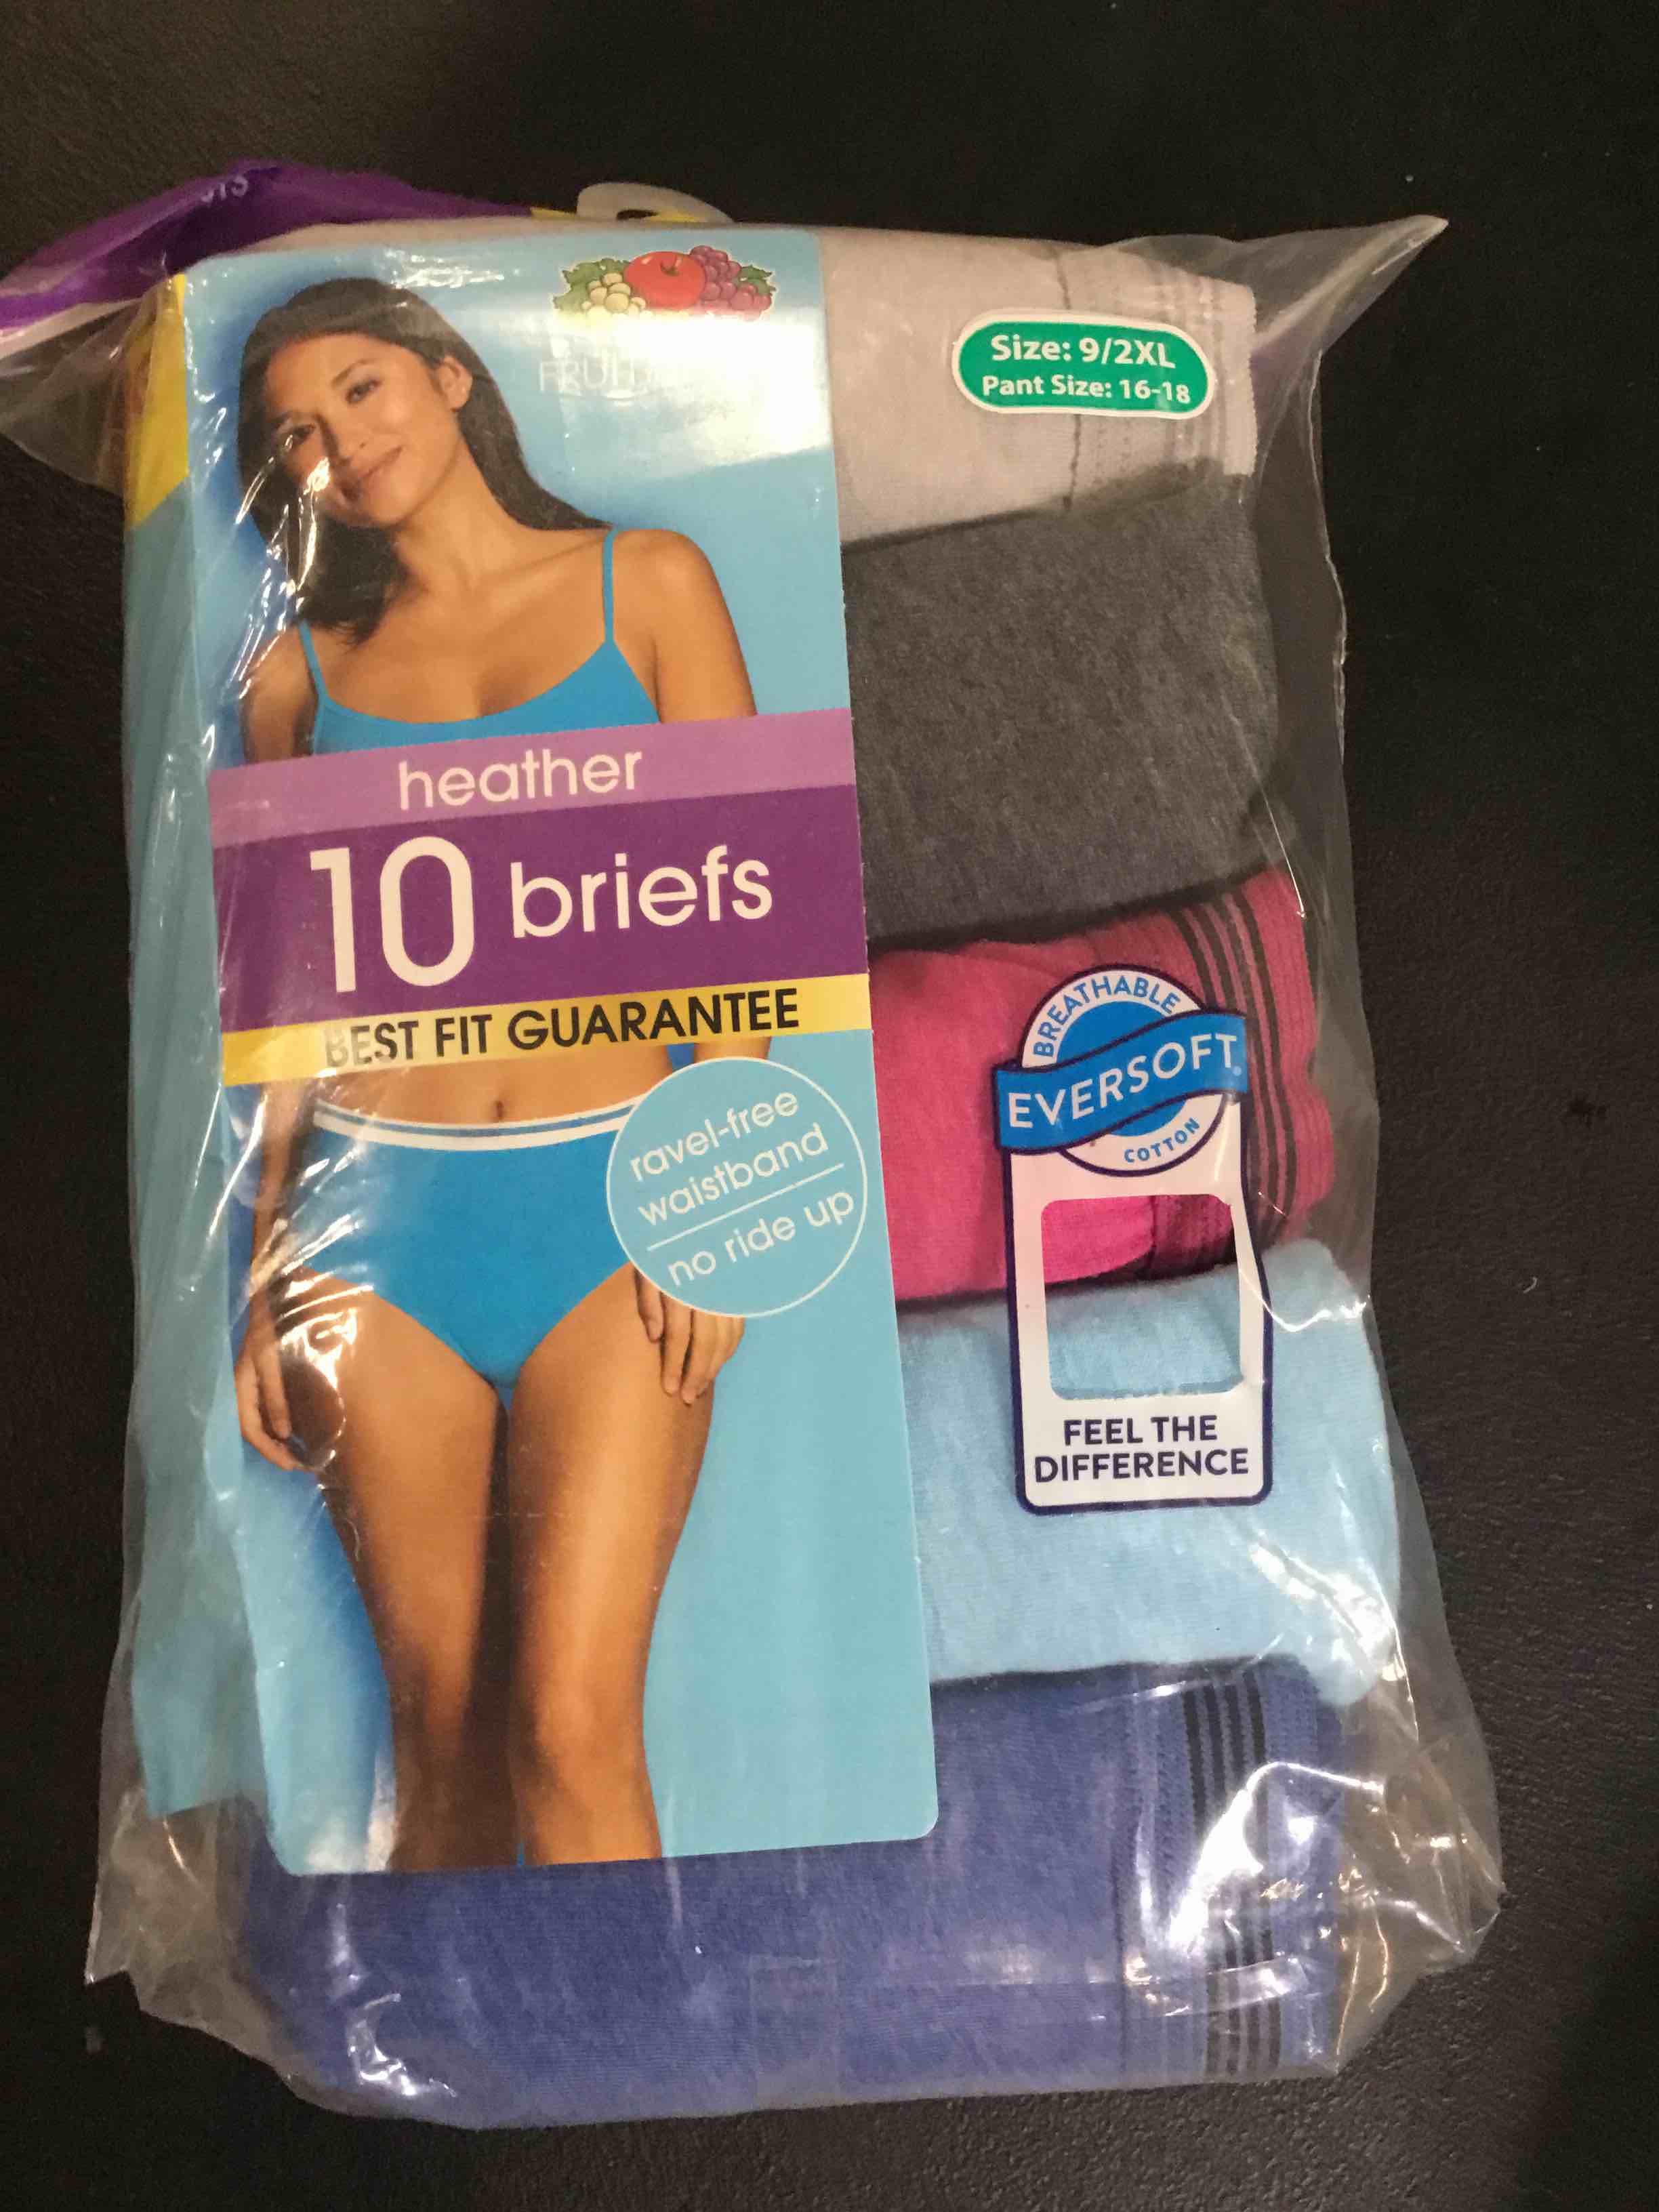 Size: 9/2XL
Pant Size: 16-18
heather
10 briefs
BEST FIT GUARANTEE
ravel-free
waistband
no ride up
BREATHABLE
EVERSOFT®
COTTON
FEEL THE
DIFFERENCE